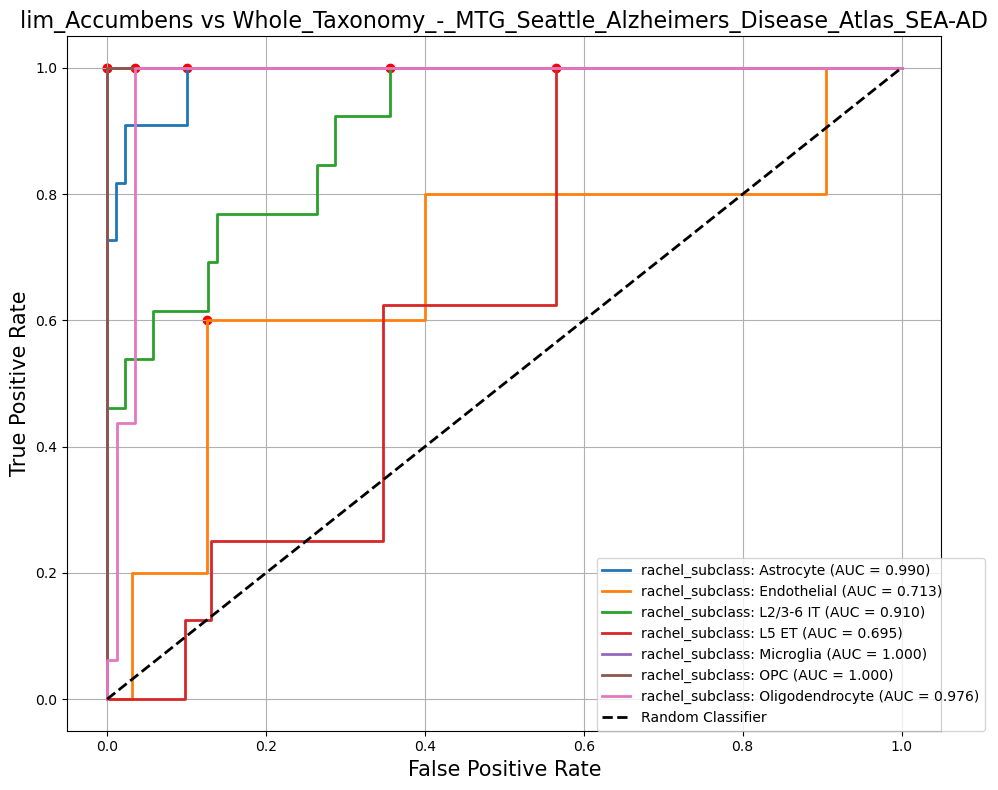 lim_Accumbens vs Whole_Taxonomy_-_MTG_Seattle_Alzheimers_Disease_Atlas_SEA-AD
1.0
0.8
0.6
0.4
0.2
0.0
True Positive Rate
rachel_subclass: Astrocyte (AUC = 0.990)
rachel_subclass: Endothelial (AUC = 0.713)
rachel_subclass: L2/3-6 IT (AUC = 0.910)
rachel_subclass: L5 ET (AUC = 0.695)
rachel_subclass: Microglia (AUC = 1.000)
rachel_subclass: OPC (AUC = 1.000)
rachel_subclass: Oligodendrocyte (AUC = 0.976)
Random Classifier
0.0 0.2 0.4 0.6 0.8 1.0
False Positive Rate